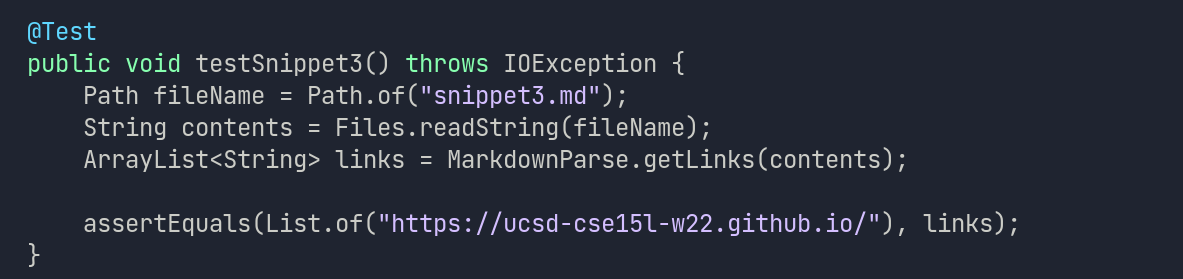 @Test
public void testSnippet3() throws IOException {
    Path fileName = Path.of("snippet3.md");
    String contents = Files.readString(fileName);
    ArrayList<String> links = MarkdownParse.getLinks(contents);

    assertEquals(List.of("https://ucsd-cse15l-w22.github.io/"), links);
}